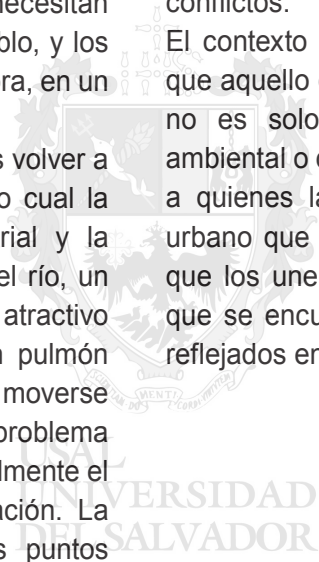 necesitan
blo, y los
ora, en un
s volver a
o cual la
rial y la
el río, un
atractivo
pulmón
moverse
problema
lmente el
ación. La
s puntos
conflictos.
El contexto
que aquello
no es solo
ambiental o
a quienes la
urbano que
que los une
que se encu
reflejados en
USAL
UNIVERSIDAD
DEL SALVADOR